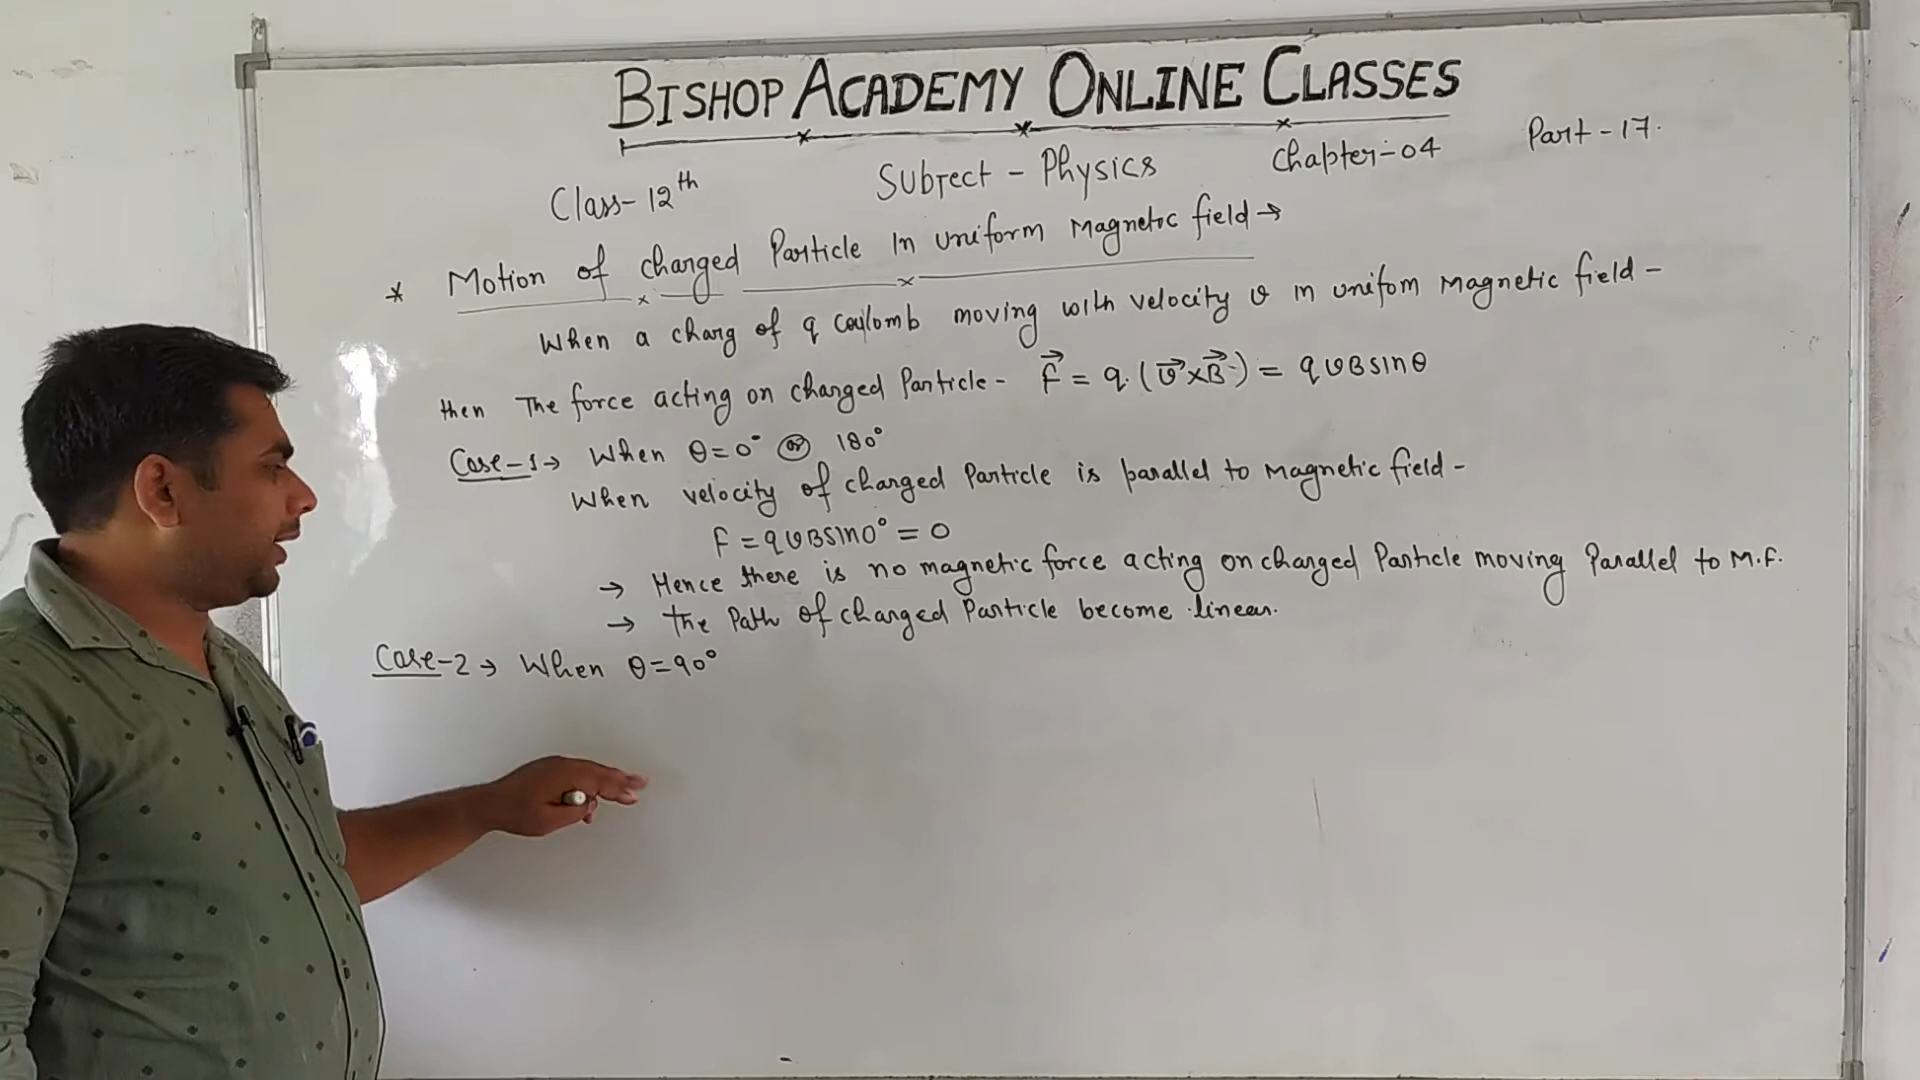 BISHOP ACADEMY ONLINE CLASSES
Class-12th Subject - Physics Chapter-04 Part-17.
* Motion of charged Particle In uniform Magnetic field →
When a charg of q Coulomb moving with velocity v in unifom Magnetic field -
then The force acting on charged Particle - F⃗ = q. (v⃗ × B⃗) = qvBsinθ
Case-1→ When θ=0° or 180°
When velocity of charged Particle is parallel to Magnetic field -
F = qvBsin0° = 0
→ Hence there is no magnetic force acting on charged Particle moving Parallel to M.F.
→ the Path of charged Particle become linear.
Case-2→ When θ=90°